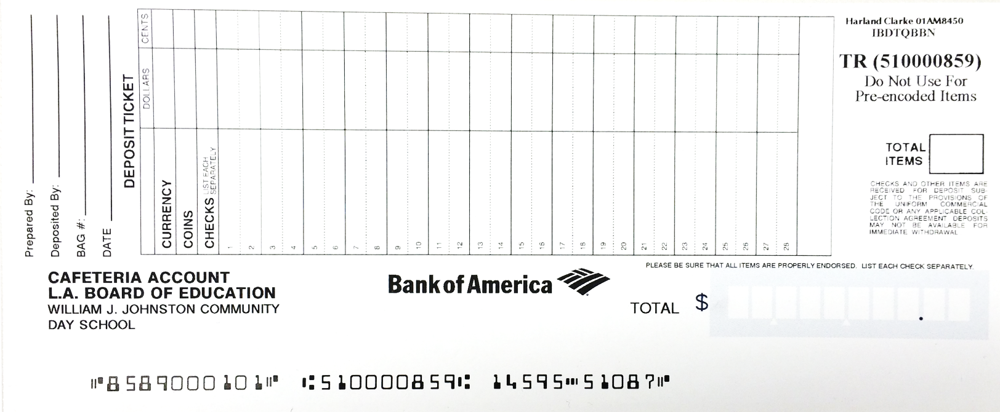 Prepared By:
Deposited By:
BAG #:
DATE
DEPOSIT TICKET
DOLLARS
CENTS
CURRENCY
COINS
CHECKS LIST EACH SEPARATELY
1
2
3
4
5
6
7
8
9
10
11
12
13
14
15
16
17
18
19
20
21
22
23
24
25
26
27
28
Harland Clarke 01AM8450
IBDTQBBN
TR (510000859)
Do Not Use For
Pre-encoded Items
TOTAL
ITEMS
CHECKS AND OTHER ITEMS ARE
RECEIVED FOR DEPOSIT SUB-
JECT TO THE PROVISIONS OF
THE UNIFORM COMMERCIAL
CODE OR ANY APPLICABLE COL-
LECTION AGREEMENT DEPOSITS
MAY NOT BE AVAILABLE FOR
IMMEDIATE WITHDRAWAL
PLEASE BE SURE THAT ALL ITEMS ARE PROPERLY ENDORSED. LIST EACH CHECK SEPARATELY.
CAFETERIA ACCOUNT
L.A. BOARD OF EDUCATION
WILLIAM J. JOHNSTON COMMUNITY
DAY SCHOOL
Bank of America
TOTAL $ .
⑈8589000101⑈ ⑆510000859⑆ 14595⑉51087⑈